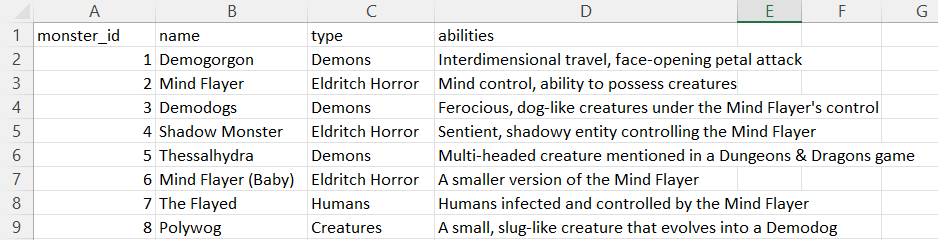 A B C D E F G
1 monster_id name type abilities
2 1 Demogorgon Demons Interdimensional travel, face-opening petal attack
3 2 Mind Flayer Eldritch Horror Mind control, ability to possess creatures
4 3 Demodogs Demons Ferocious, dog-like creatures under the Mind Flayer's control
5 4 Shadow Monster Eldritch Horror Sentient, shadowy entity controlling the Mind Flayer
6 5 Thessalhydra Demons Multi-headed creature mentioned in a Dungeons & Dragons game
7 6 Mind Flayer (Baby) Eldritch Horror A smaller version of the Mind Flayer
8 7 The Flayed Humans Humans infected and controlled by the Mind Flayer
9 8 Polywog Creatures A small, slug-like creature that evolves into a Demodog